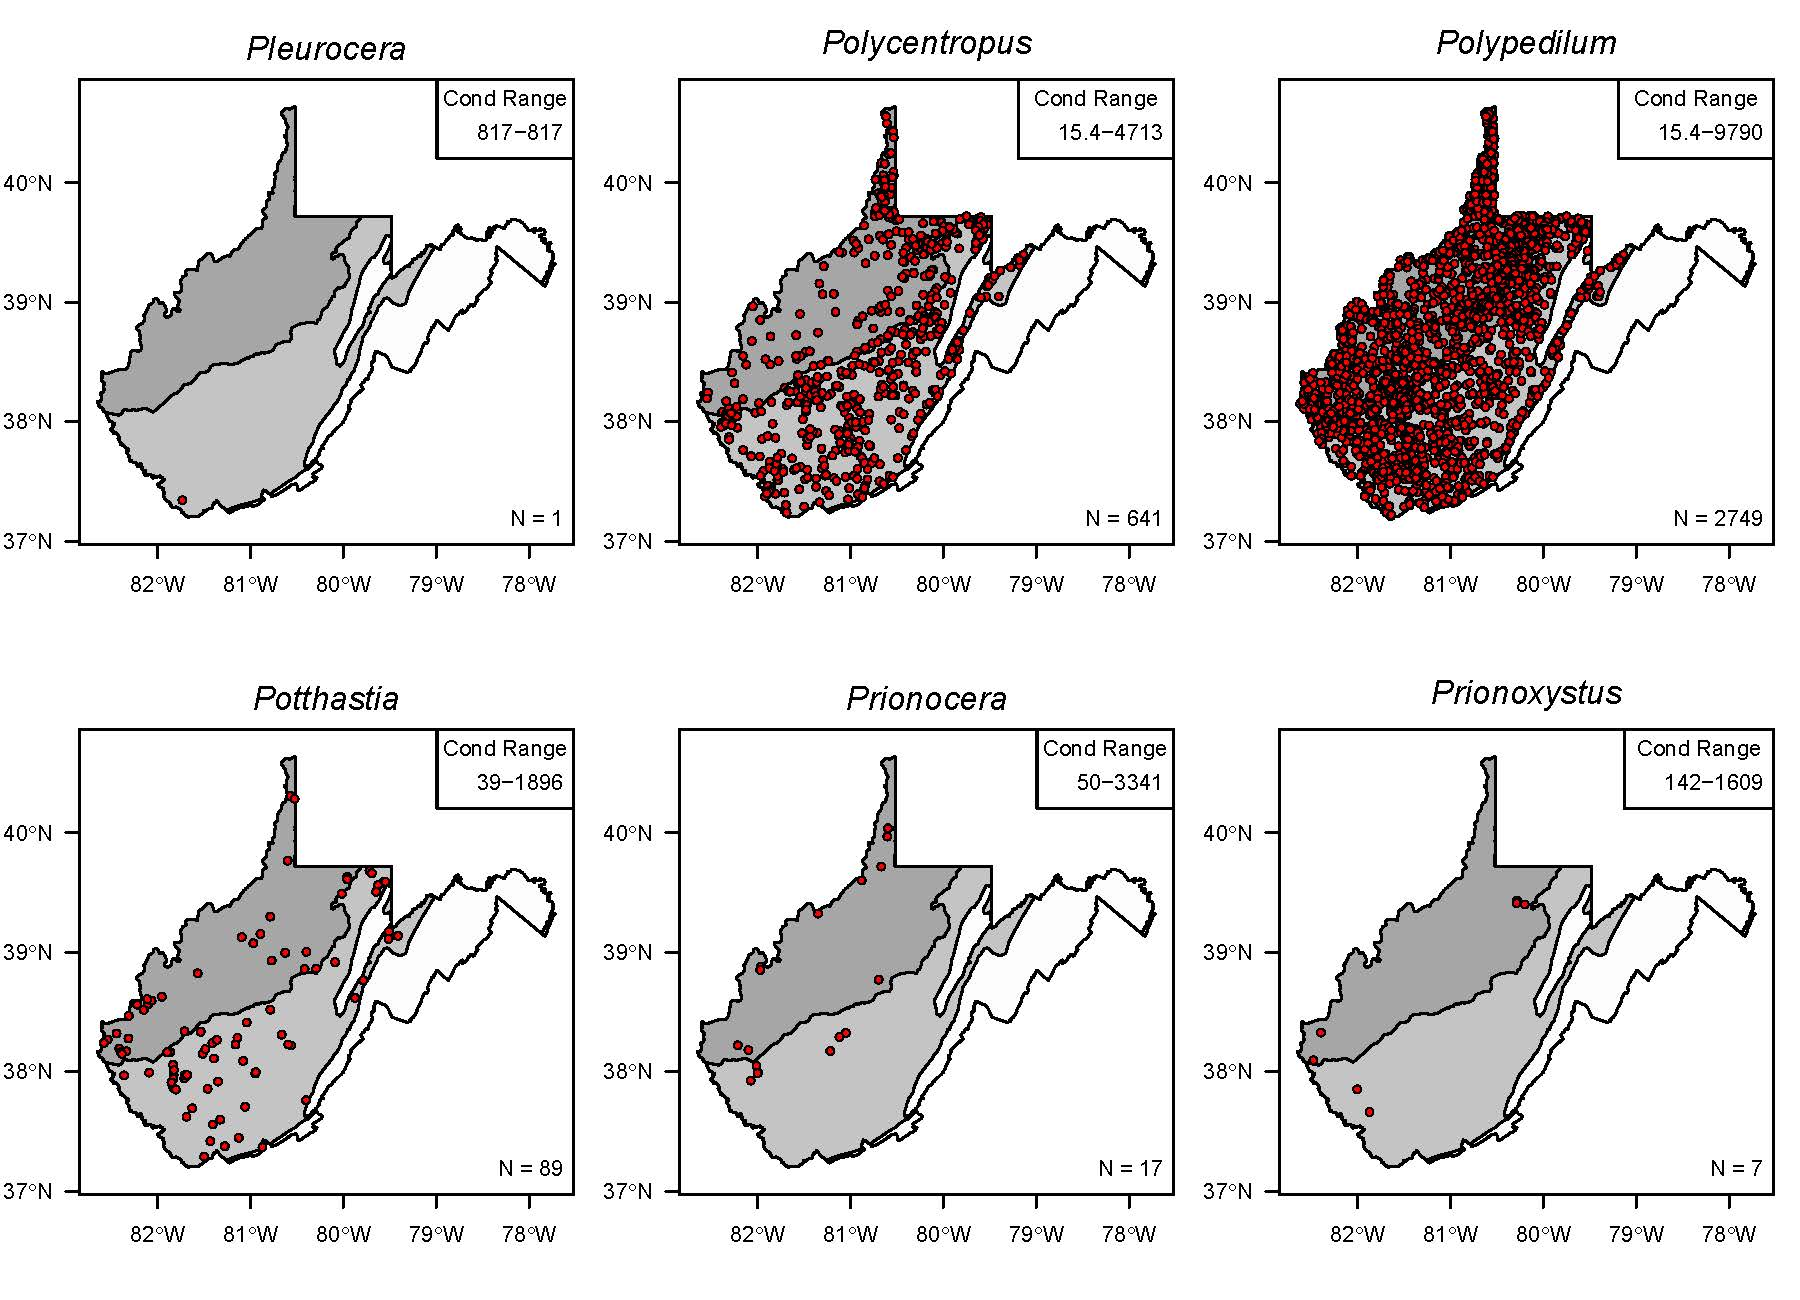 Pleurocera
Cond Range
817−817
40°N
39°N
38°N
37°N
N = 1
82°W 81°W 80°W 79°W 78°W
Polycentropus
Cond Range
15.4−4713
40°N
39°N
38°N
37°N
N = 641
82°W 81°W 80°W 79°W 78°W
Polypedilum
Cond Range
15.4−9790
40°N
39°N
38°N
37°N
N = 2749
82°W 81°W 80°W 79°W 78°W
Potthastia
Cond Range
39−1896
40°N
39°N
38°N
37°N
N = 89
82°W 81°W 80°W 79°W 78°W
Prionocera
Cond Range
50−3341
40°N
39°N
38°N
37°N
N = 17
82°W 81°W 80°W 79°W 78°W
Prionoxystus
Cond Range
142−1609
40°N
39°N
38°N
37°N
N = 7
82°W 81°W 80°W 79°W 78°W